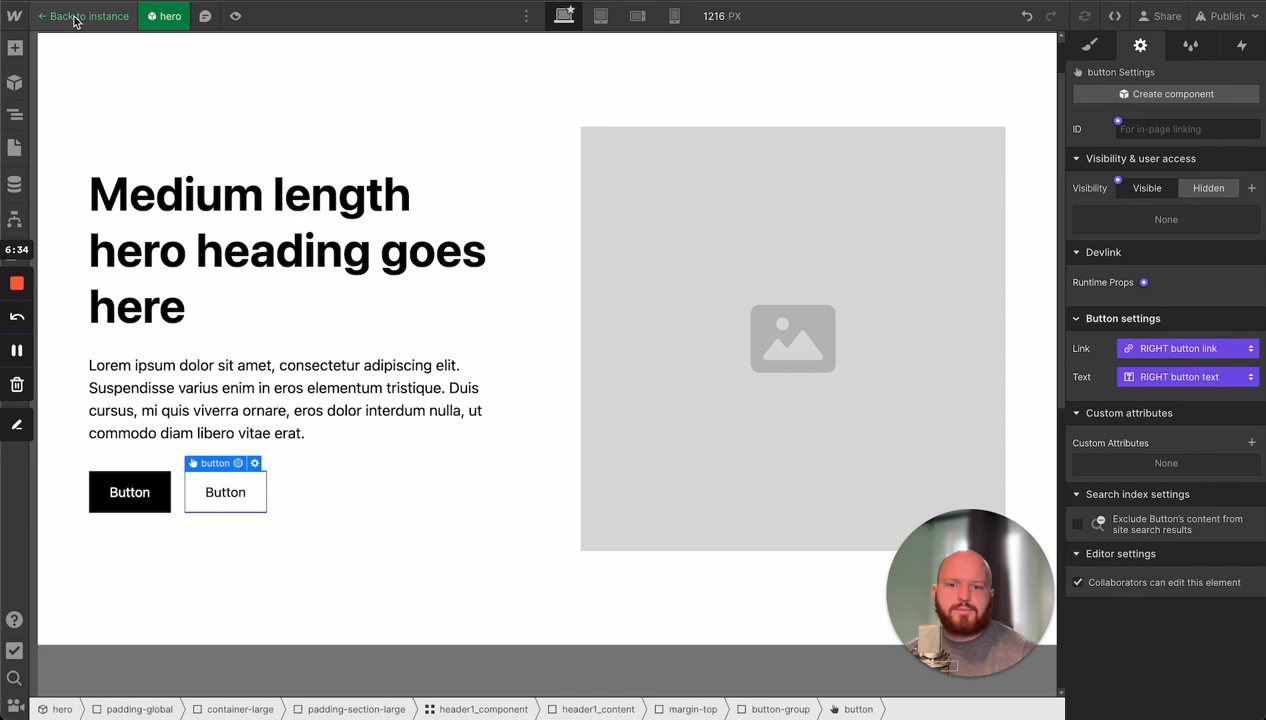 ← Back to instance
hero
1216 PX
Share
Publish
6:34
Medium length
hero heading goes
here
Lorem ipsum dolor sit amet, consectetur adipiscing elit.
Suspendisse varius enim in eros elementum tristique. Duis
cursus, mi quis viverra ornare, eros dolor interdum nulla, ut
commodo diam libero vitae erat.
button
Button
Button
button Settings
Create component
ID
For in-page linking
Visibility & user access
Visibility
Visible
Hidden
None
Devlink
Runtime Props
Button settings
Link
RIGHT button link
Text
RIGHT button text
Custom attributes
Custom Attributes
None
Search index settings
Exclude Button's content from
site search results
Editor settings
Collaborators can edit this element
hero
padding-global
container-large
padding-section-large
header1_component
header1_content
margin-top
button-group
button